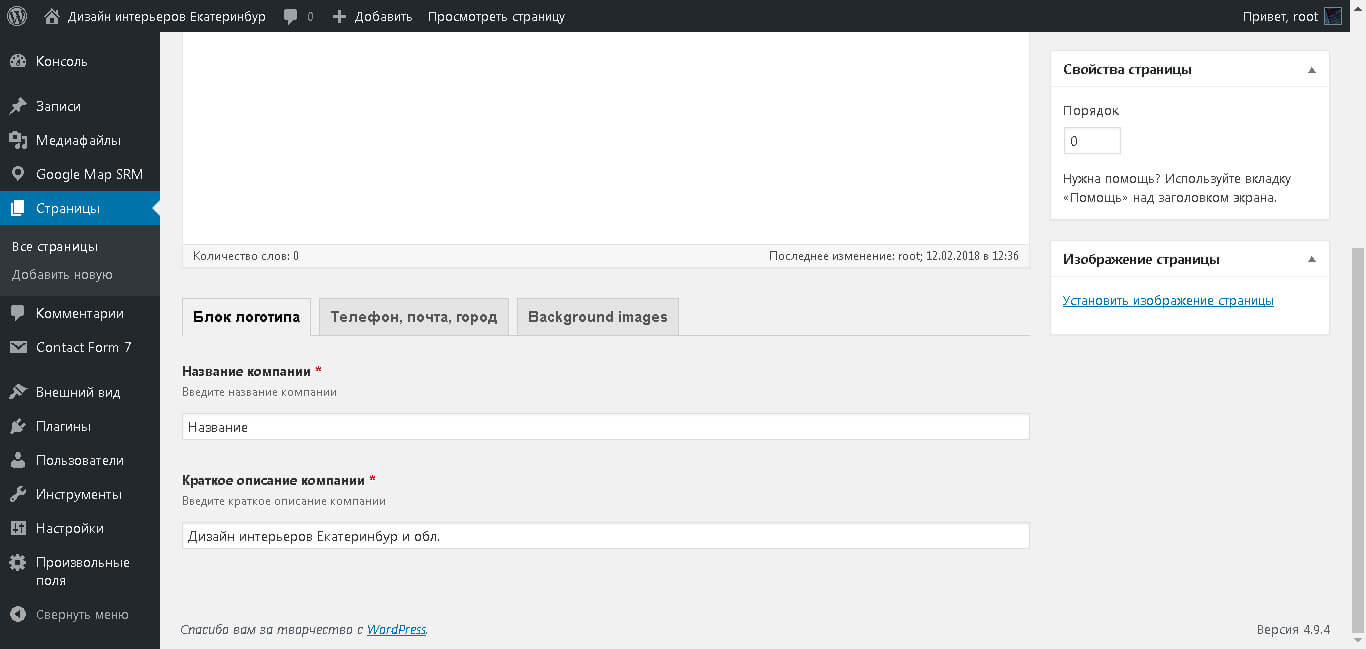 Дизайн интерьеров Екатеринбур 0 Добавить Просмотреть страницу Привет, root
Консоль
Записи
Медиафайлы
Google Map SRM
Страницы
Все страницы
Добавить новую
Комментарии
Contact Form 7
Внешний вид
Плагины
Пользователи
Инструменты
Настройки
Произвольные
поля
Свернуть меню
Количество слов: 0 Последнее изменение: root; 12.02.2018 в 12:36
Блок логотипа Телефон, почта, город Background images
Название компании *
Введите название компании
Название
Краткое описание компании *
Введите краткое описание компании
Дизайн интерьеров Екатеринбур и обл.
Свойства страницы
Порядок
0
Нужна помощь? Используйте вкладку
«Помощь» над заголовком экрана.
Изображение страницы
Установить изображение страницы
Спасибо вам за творчество с WordPress. Версия 4.9.4